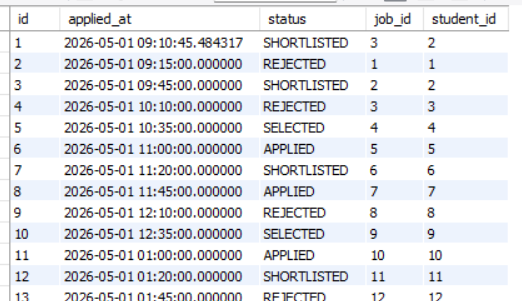 id applied_at status job_id student_id
1 2026-05-01 09:10:45.484317 SHORTLISTED 3 2
2 2026-05-01 09:15:00.000000 REJECTED 1 1
3 2026-05-01 09:45:00.000000 SHORTLISTED 2 2
4 2026-05-01 10:10:00.000000 REJECTED 3 3
5 2026-05-01 10:35:00.000000 SELECTED 4 4
6 2026-05-01 11:00:00.000000 APPLIED 5 5
7 2026-05-01 11:20:00.000000 SHORTLISTED 6 6
8 2026-05-01 11:45:00.000000 APPLIED 7 7
9 2026-05-01 12:10:00.000000 REJECTED 8 8
10 2026-05-01 12:35:00.000000 SELECTED 9 9
11 2026-05-01 01:00:00.000000 APPLIED 10 10
12 2026-05-01 01:20:00.000000 SHORTLISTED 11 11
13 2026-05-01 01:45:00.000000 REJECTED 12 12